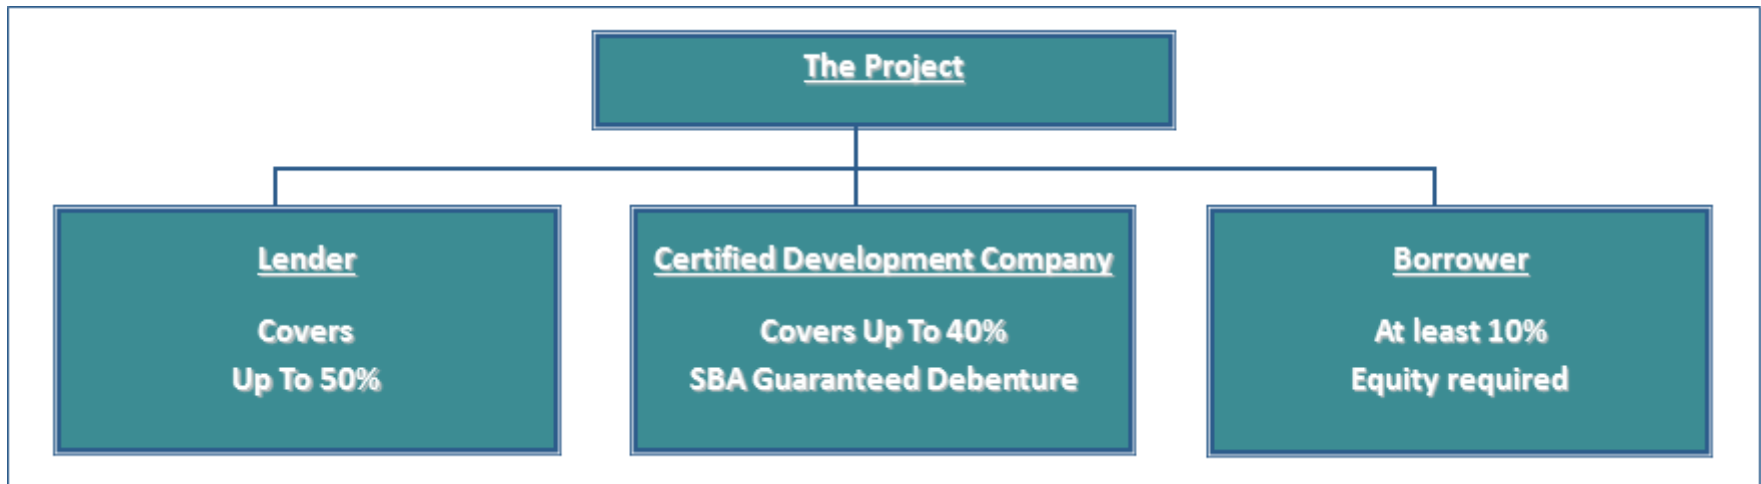 The Project
Lender
Covers
Up To 50%
Certified Development Company
Covers Up To 40%
SBA Guaranteed Debenture
Borrower
At least 10%
Equity required